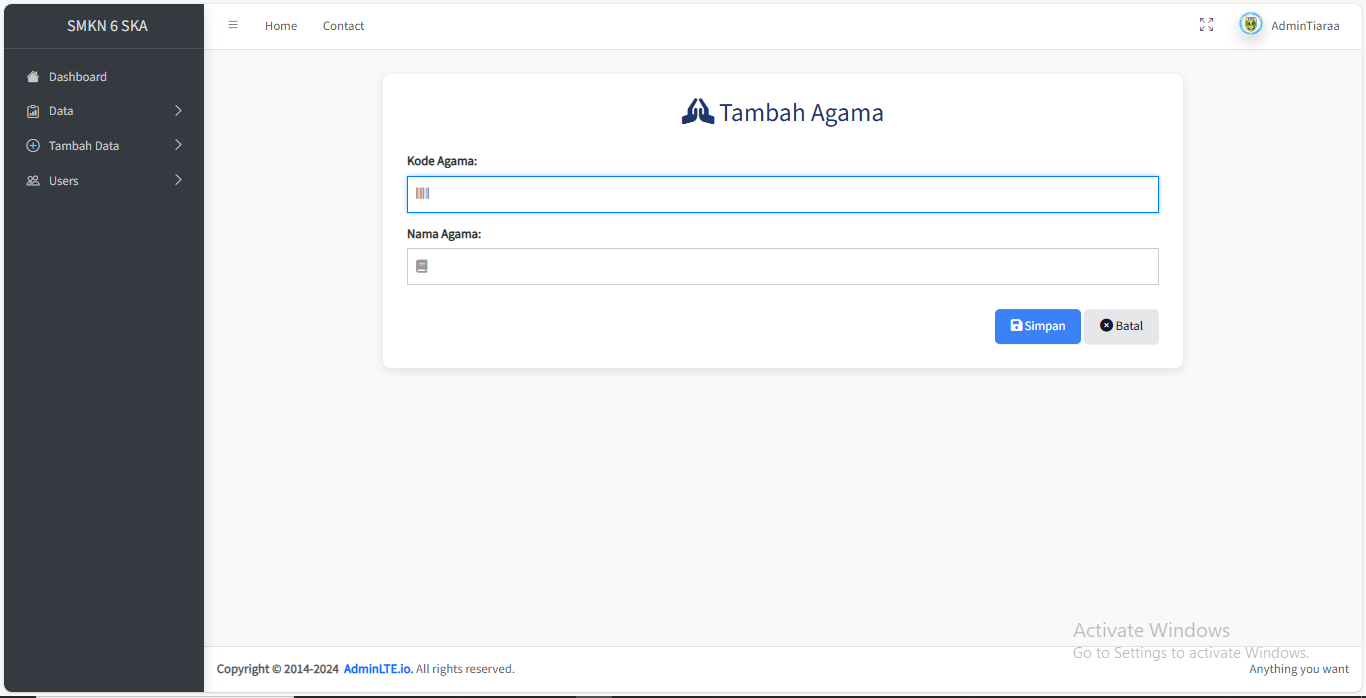 SMKN 6 SKA
Home Contact
AdminTiaraa
Dashboard
Data
Tambah Data
Users
Tambah Agama
Kode Agama:
Nama Agama:
Simpan Batal
Activate Windows
Go to Settings to activate Windows.
Copyright © 2014-2024 AdminLTE.io. All rights reserved.
Anything you want